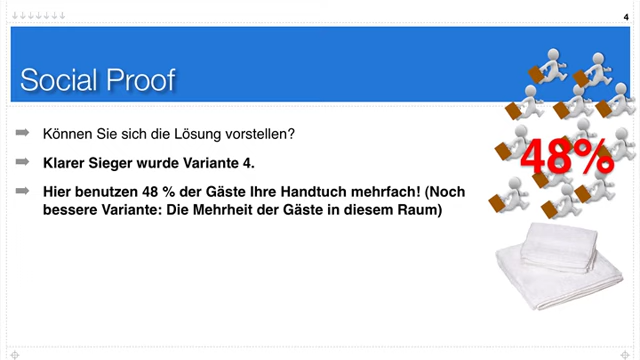 4
Social Proof
Können Sie sich die Lösung vorstellen?
Klarer Sieger wurde Variante 4.
Hier benutzen 48 % der Gäste Ihre Handtuch mehrfach! (Noch
bessere Variante: Die Mehrheit der Gäste in diesem Raum)
48%